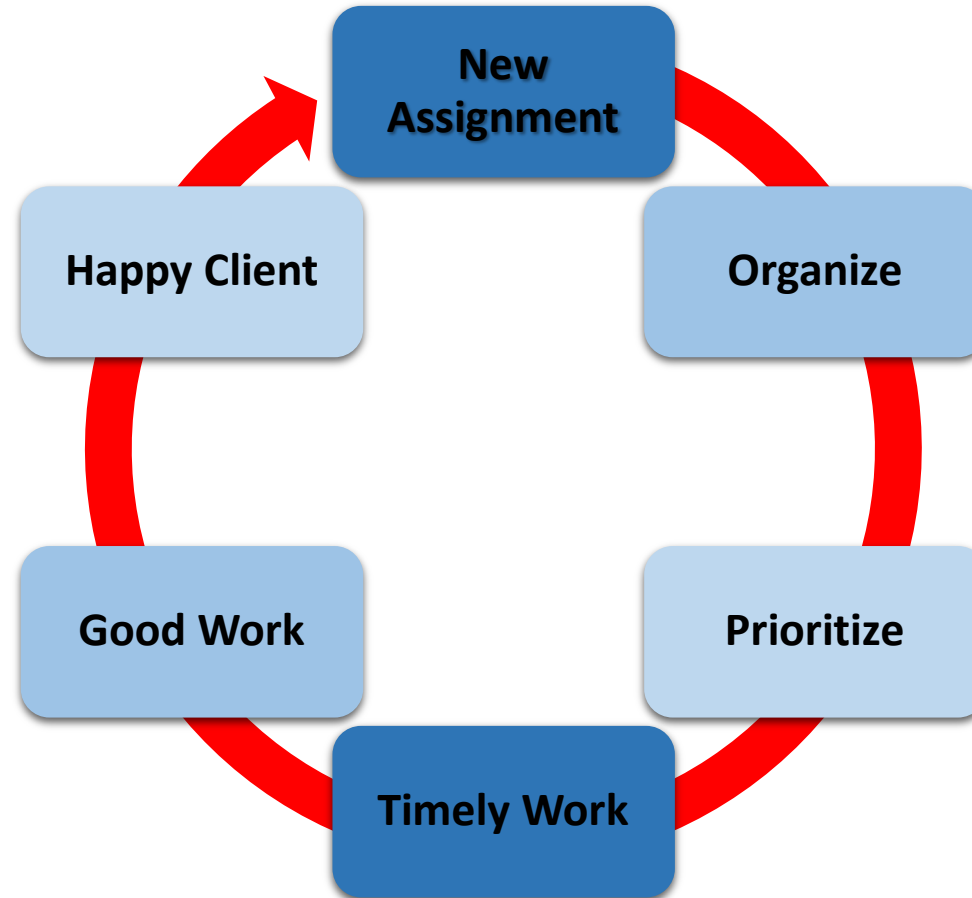 New
Assignment
Organize
Prioritize
Timely Work
Good Work
Happy Client